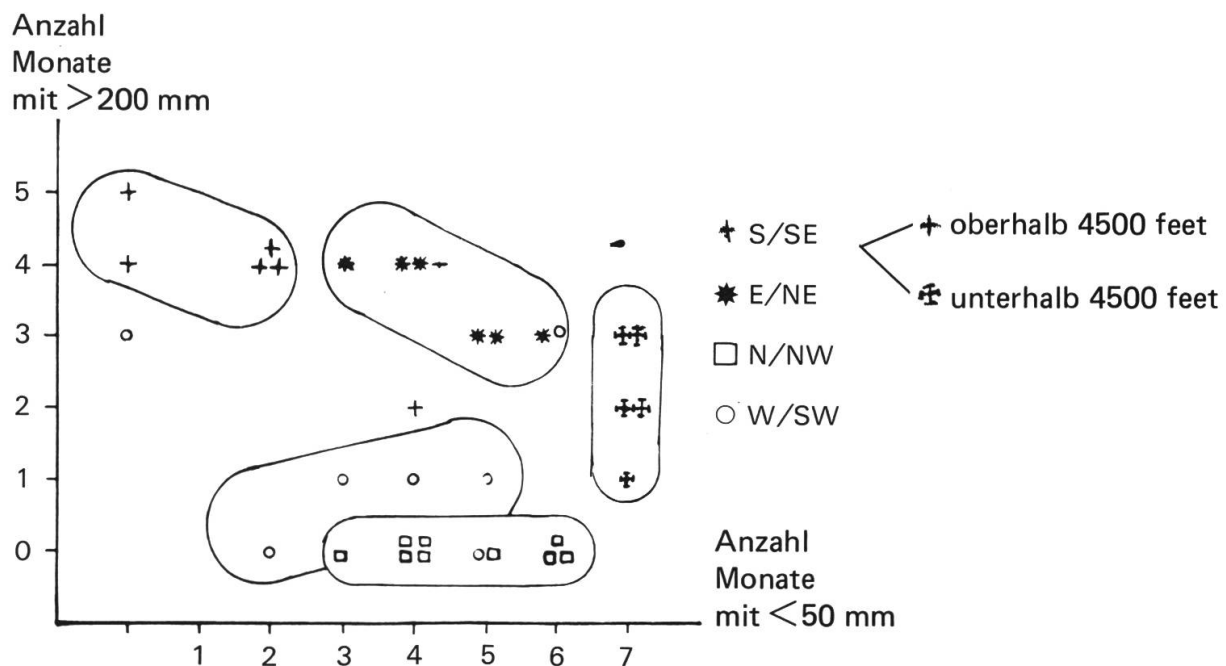 Anzahl
Monate
mit >200 mm
5
4
3
2
1
0
S/SE
E/NE
N/NW
W/SW
oberhalb 4500 feet
unterhalb 4500 feet
Anzahl
Monate
mit <50 mm
1 2 3 4 5 6 7